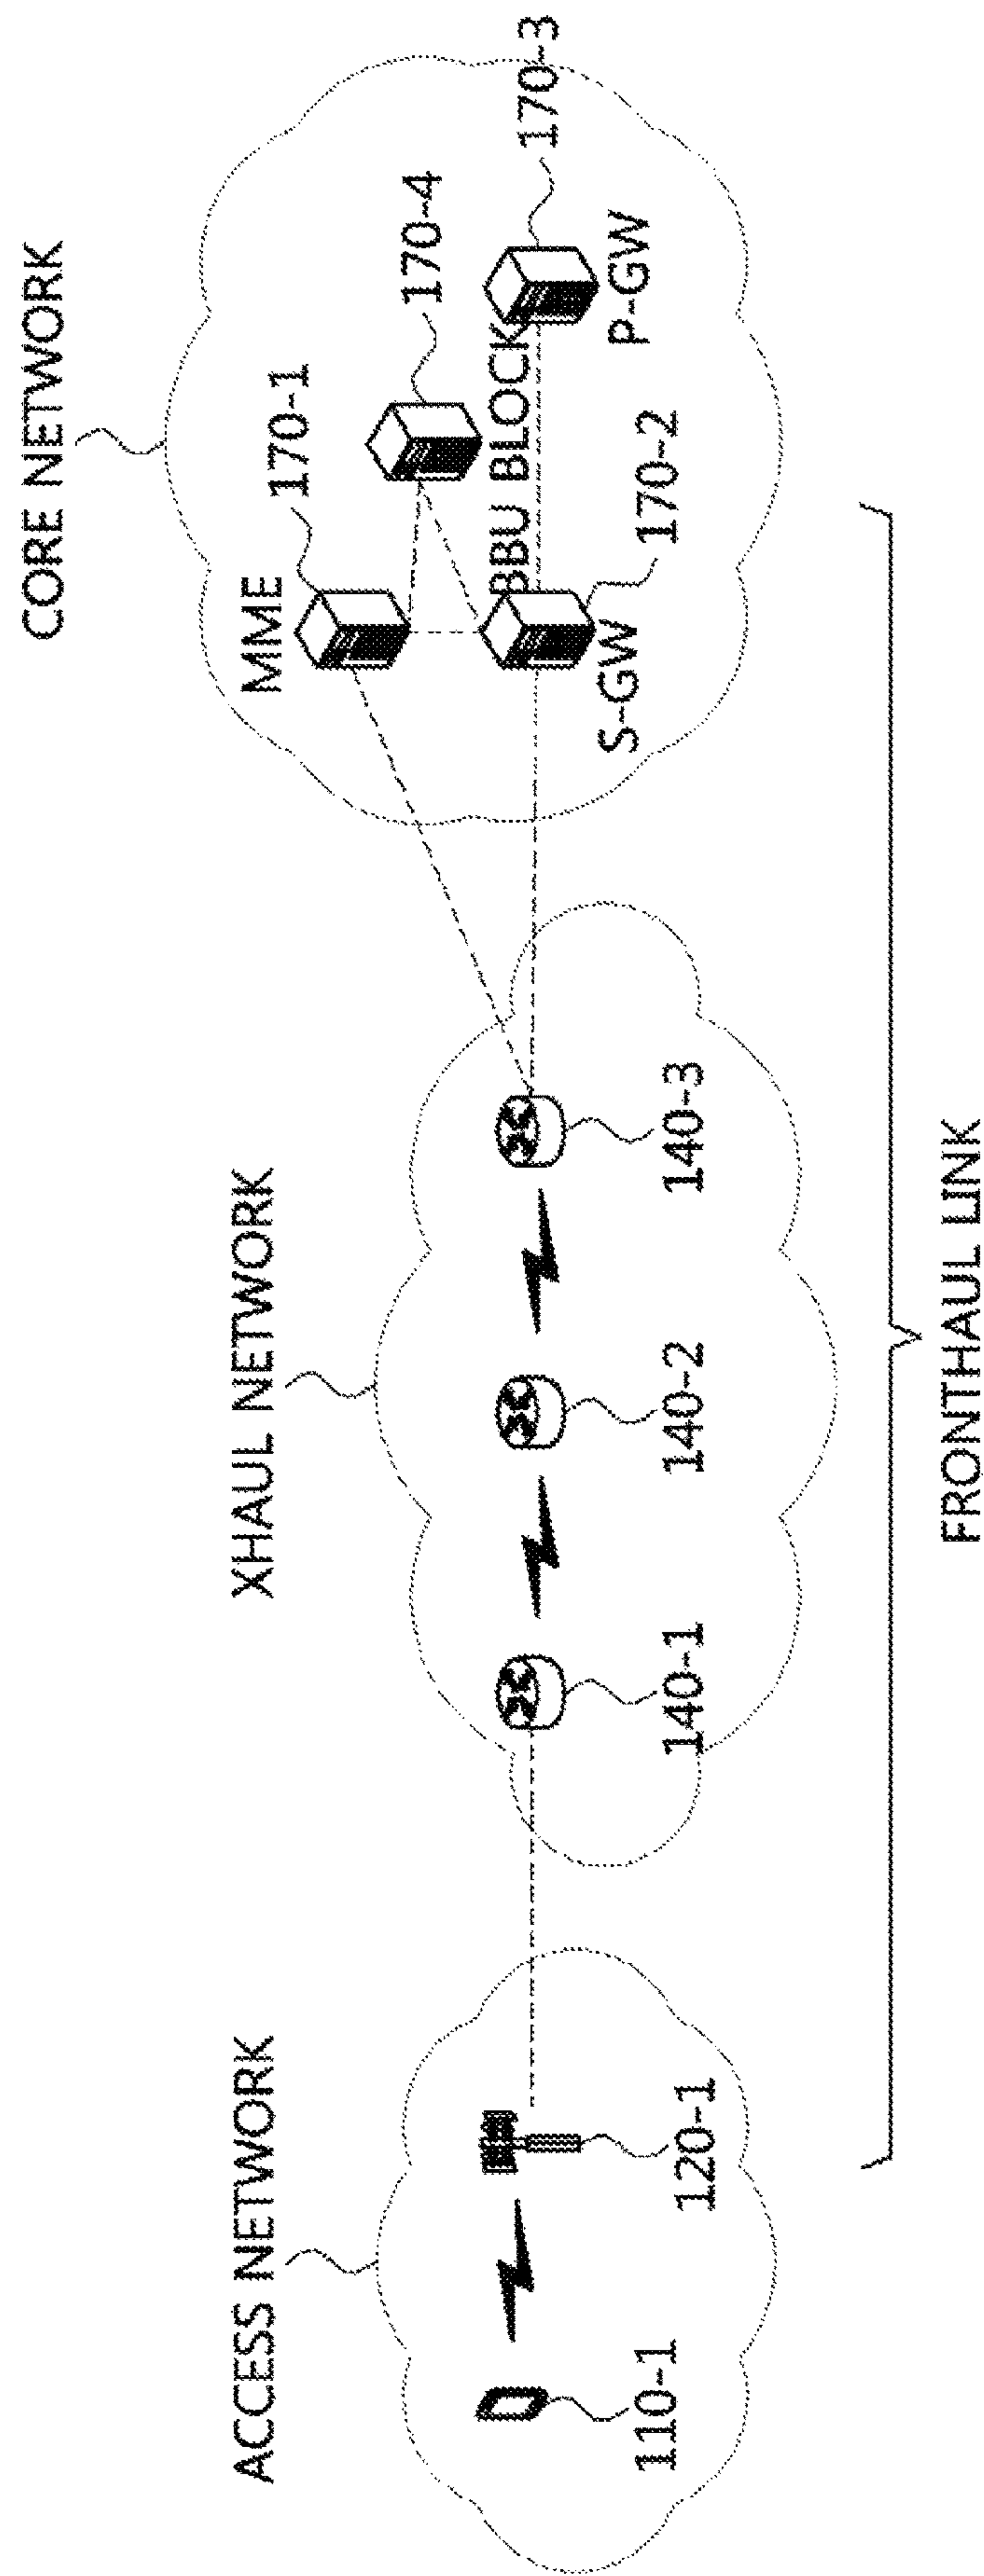 CORE NETWORK
XHAUL NETWORK
ACCESS NETWORK
MME
170-1
170-4
170-3
BBU BLOCK
P-GW
S-GW
170-2
140-3
140-2
140-1
120-1
110-1
FRONTHAUL LINK